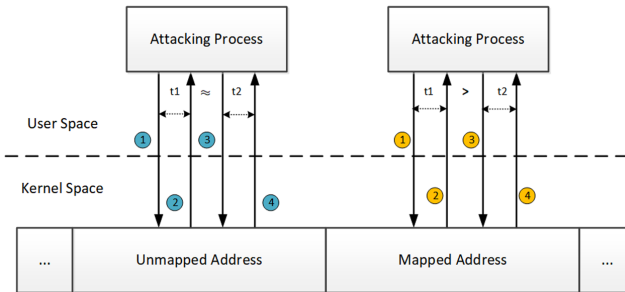 Attacking Process
Attacking Process
t1 ≈ t2
t1 > t2
User Space
1 3
1 3
Kernel Space
2 4
2 4
... Unmapped Address Mapped Address ...